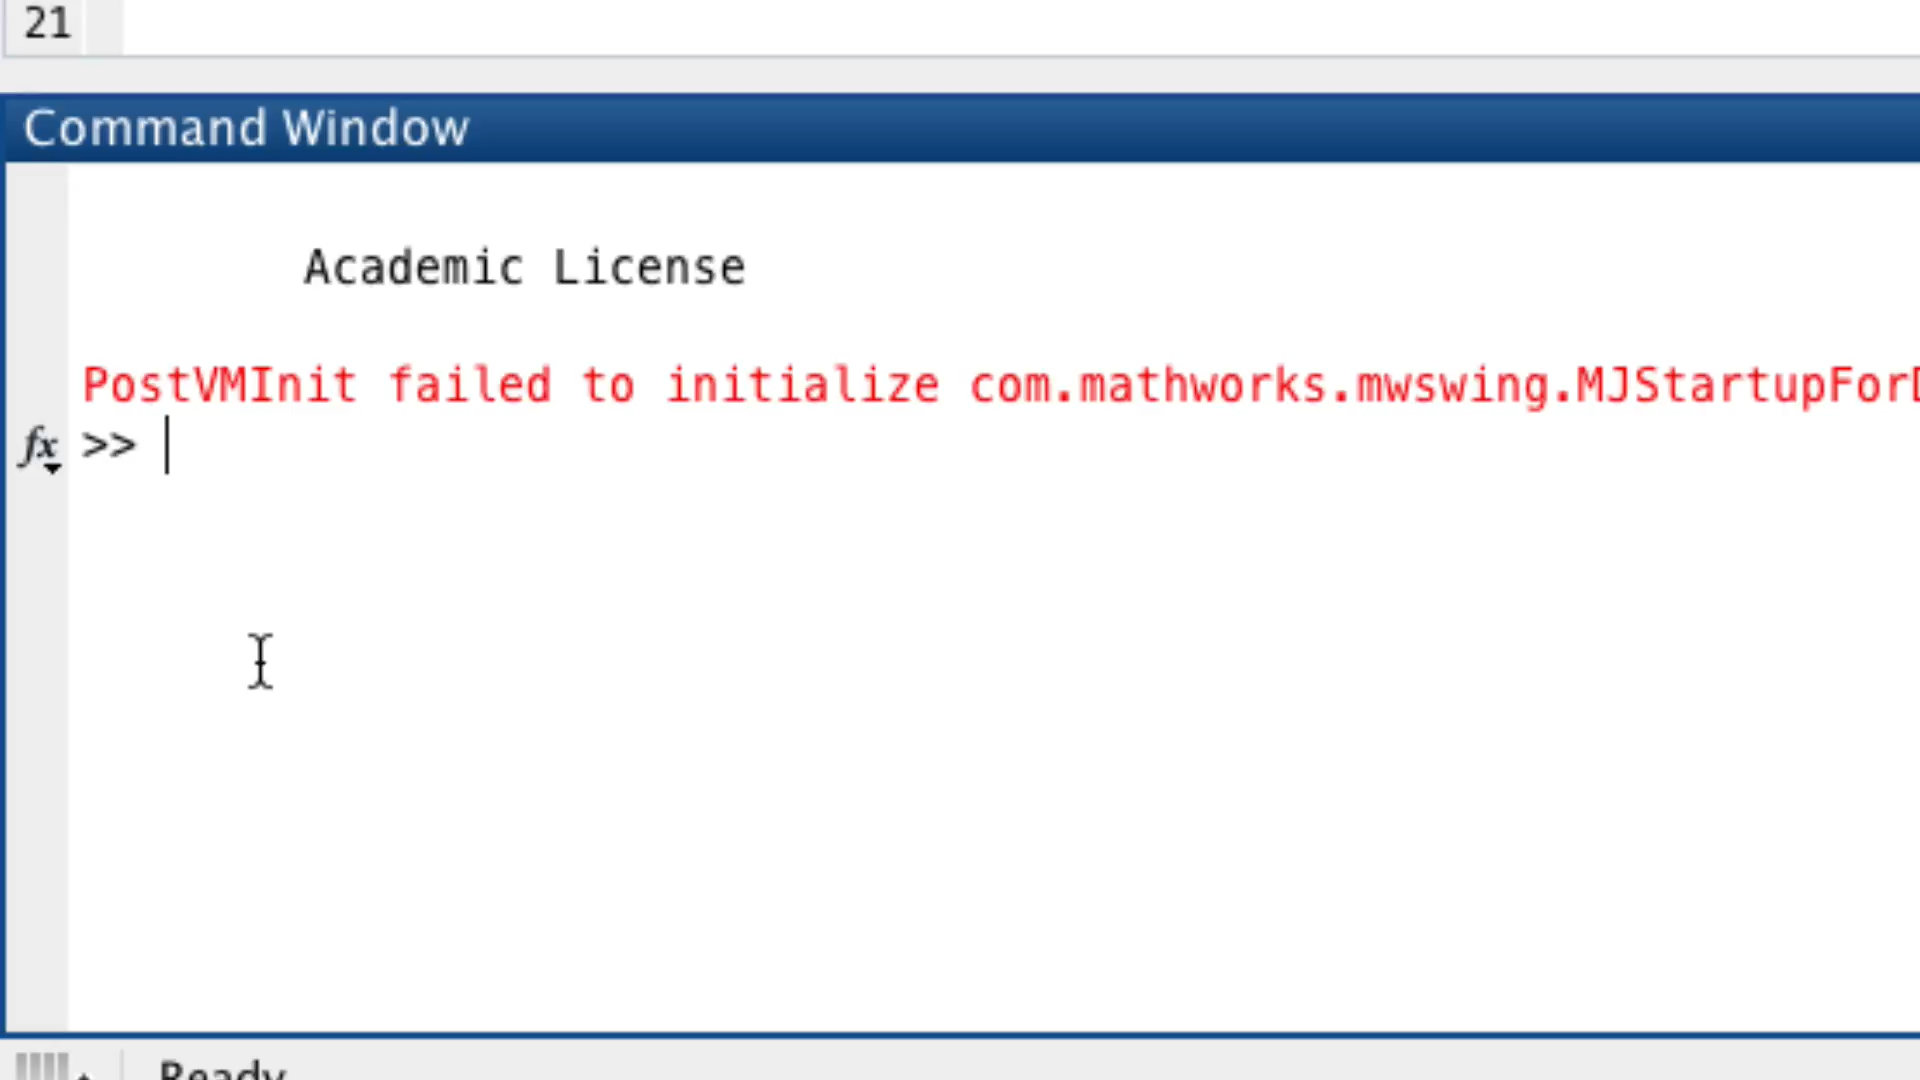 21
Command Window
Academic License
PostVMInit failed to initialize com.mathworks.mwswing.MJStartupFor
fx >>
Ready